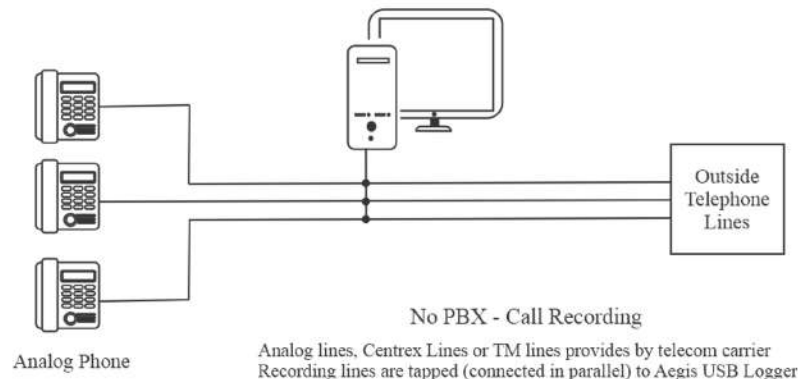 Outside
Telephone
Lines
No PBX - Call Recording
Analog Phone
Analog lines, Centrex Lines or TM lines provides by telecom carrier
Recording lines are tapped (connected in parallel) to Aegis USB Logger